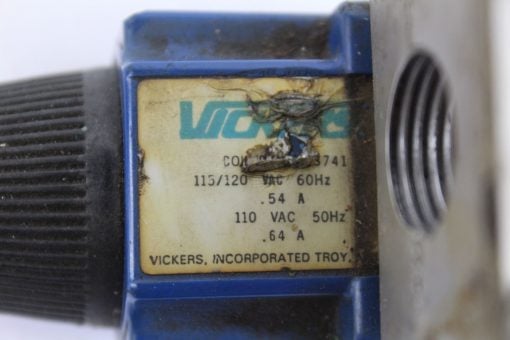 VICKERS
115/120 VAC 60Hz
.54 A
110 VAC 50Hz
.64 A
VICKERS, INCORPORATED TROY,